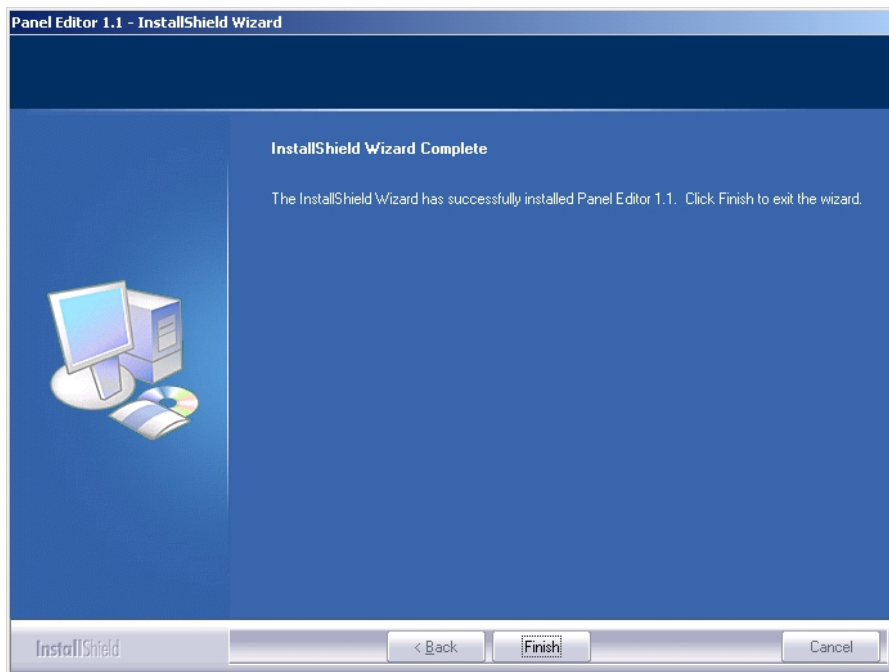 Panel Editor 1.1 - InstallShield Wizard
InstallShield Wizard Complete
The InstallShield Wizard has successfully installed Panel Editor 1.1. Click Finish to exit the wizard.
InstallShield
< Back
Finish
Cancel